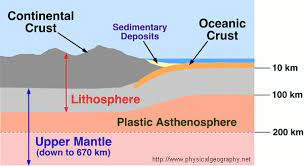 Continental
Crust
Sedimentary
Deposits
Oceanic
Crust
10 km
Lithosphere
100 km
Plastic Asthenosphere
200 km
Upper Mantle
(down to 670 km)
http://www.physicalgeography.net